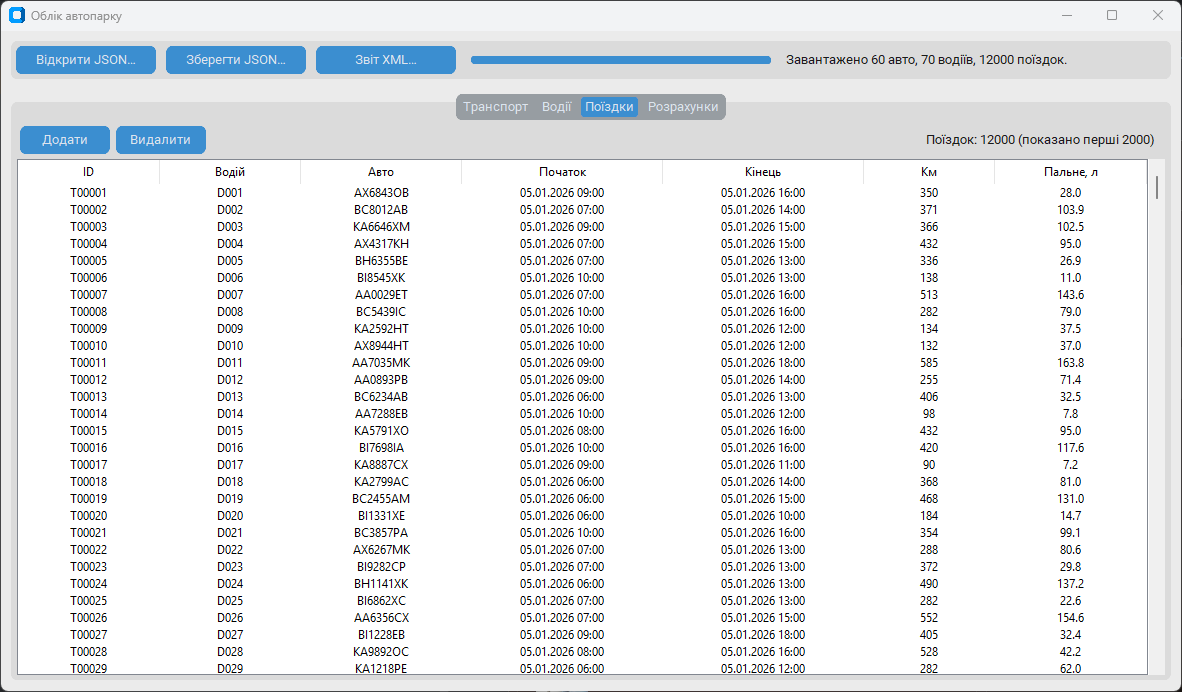 Облік автопарку
Відкрити JSON... Зберегти JSON... Звіт XML... Завантажено 60 авто, 70 водіїв, 12000 поїздок.
Транспорт Водії Поїздки Розрахунки
Додати Видалити Поїздок: 12000 (показано перші 2000)
ID Водій Авто Початок Кінець Км Пальне, л
T00001 D001 AX6843OB 05.01.2026 09:00 05.01.2026 16:00 350 28.0
T00002 D002 BC8012AB 05.01.2026 07:00 05.01.2026 14:00 371 103.9
T00003 D003 KA6646XM 05.01.2026 09:00 05.01.2026 15:00 366 102.5
T00004 D004 AX4317KH 05.01.2026 07:00 05.01.2026 15:00 432 95.0
T00005 D005 BH6355BE 05.01.2026 07:00 05.01.2026 13:00 336 26.9
T00006 D006 BI8545XK 05.01.2026 10:00 05.01.2026 13:00 138 11.0
T00007 D007 AA0029ET 05.01.2026 07:00 05.01.2026 16:00 513 143.6
T00008 D008 BC5439IC 05.01.2026 10:00 05.01.2026 16:00 282 79.0
T00009 D009 KA2592HT 05.01.2026 10:00 05.01.2026 12:00 134 37.5
T00010 D010 AX8944HT 05.01.2026 10:00 05.01.2026 12:00 132 37.0
T00011 D011 AA7035MK 05.01.2026 09:00 05.01.2026 18:00 585 163.8
T00012 D012 AA0893PB 05.01.2026 09:00 05.01.2026 14:00 255 71.4
T00013 D013 BC6234AB 05.01.2026 06:00 05.01.2026 13:00 406 32.5
T00014 D014 AA7288EB 05.01.2026 10:00 05.01.2026 12:00 98 7.8
T00015 D015 KA5791XO 05.01.2026 08:00 05.01.2026 16:00 432 95.0
T00016 D016 BI7698IA 05.01.2026 10:00 05.01.2026 16:00 420 117.6
T00017 D017 KA8887CX 05.01.2026 09:00 05.01.2026 11:00 90 7.2
T00018 D018 KA2799AC 05.01.2026 06:00 05.01.2026 14:00 368 81.0
T00019 D019 BC2455AM 05.01.2026 06:00 05.01.2026 15:00 468 131.0
T00020 D020 BI1331XE 05.01.2026 06:00 05.01.2026 10:00 184 14.7
T00021 D021 BC3857PA 05.01.2026 10:00 05.01.2026 16:00 354 99.1
T00022 D022 AX6267MK 05.01.2026 07:00 05.01.2026 13:00 288 80.6
T00023 D023 BI9282CP 05.01.2026 07:00 05.01.2026 13:00 372 29.8
T00024 D024 BH1141XK 05.01.2026 06:00 05.01.2026 13:00 490 137.2
T00025 D025 BI6862XC 05.01.2026 06:00 05.01.2026 13:00 282 22.6
T00026 D026 AA6356CX 05.01.2026 07:00 05.01.2026 15:00 552 154.6
T00027 D027 BI1228EB 05.01.2026 09:00 05.01.2026 18:00 405 32.4
T00028 D028 KA9892OC 05.01.2026 08:00 05.01.2026 16:00 528 42.2
T00029 D029 KA1218PE 05.01.2026 06:00 05.01.2026 12:00 282 62.0